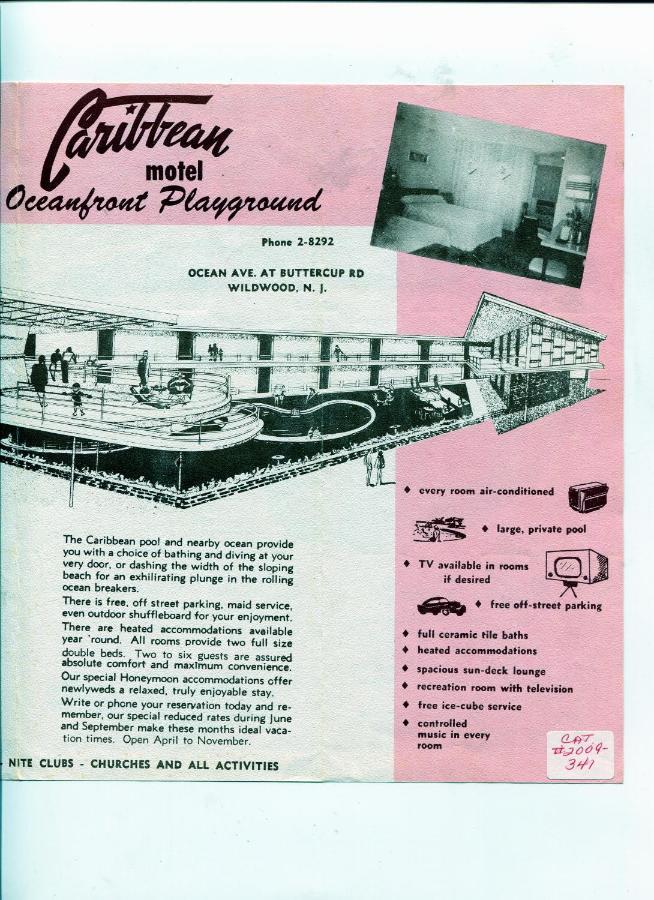 Caribbean
motel
Oceanfront Playground
Phone 2-8292
OCEAN AVE. AT BUTTERCUP RD
WILDWOOD, N. J.
♦ every room air-conditioned
♦ large, private pool
♦ TV available in rooms
if desired
♦ free off-street parking
♦ full ceramic tile baths
♦ heated accommodations
♦ spacious sun-deck lounge
♦ recreation room with television
♦ free ice-cube service
♦ controlled
music in every
room
The Caribbean pool and nearby ocean provide
you with a choice of bathing and diving at your
very door, or dashing the width of the sloping
beach for an exhilirating plunge in the rolling
ocean breakers.
There is free, off street parking, maid service,
even outdoor shuffleboard for your enjoyment.
There are heated accommodations available
year 'round. All rooms provide two full size
double beds. Two to six guests are assured
absolute comfort and maximum convenience.
Our special Honeymoon accommodations offer
newlyweds a relaxed, truly enjoyable stay.
Write or phone your reservation today and re-
member, our special reduced rates during June
and September make these months ideal vaca-
tion times. Open April to November.
- NITE CLUBS - CHURCHES AND ALL ACTIVITIES
CAT.
#2009-
341